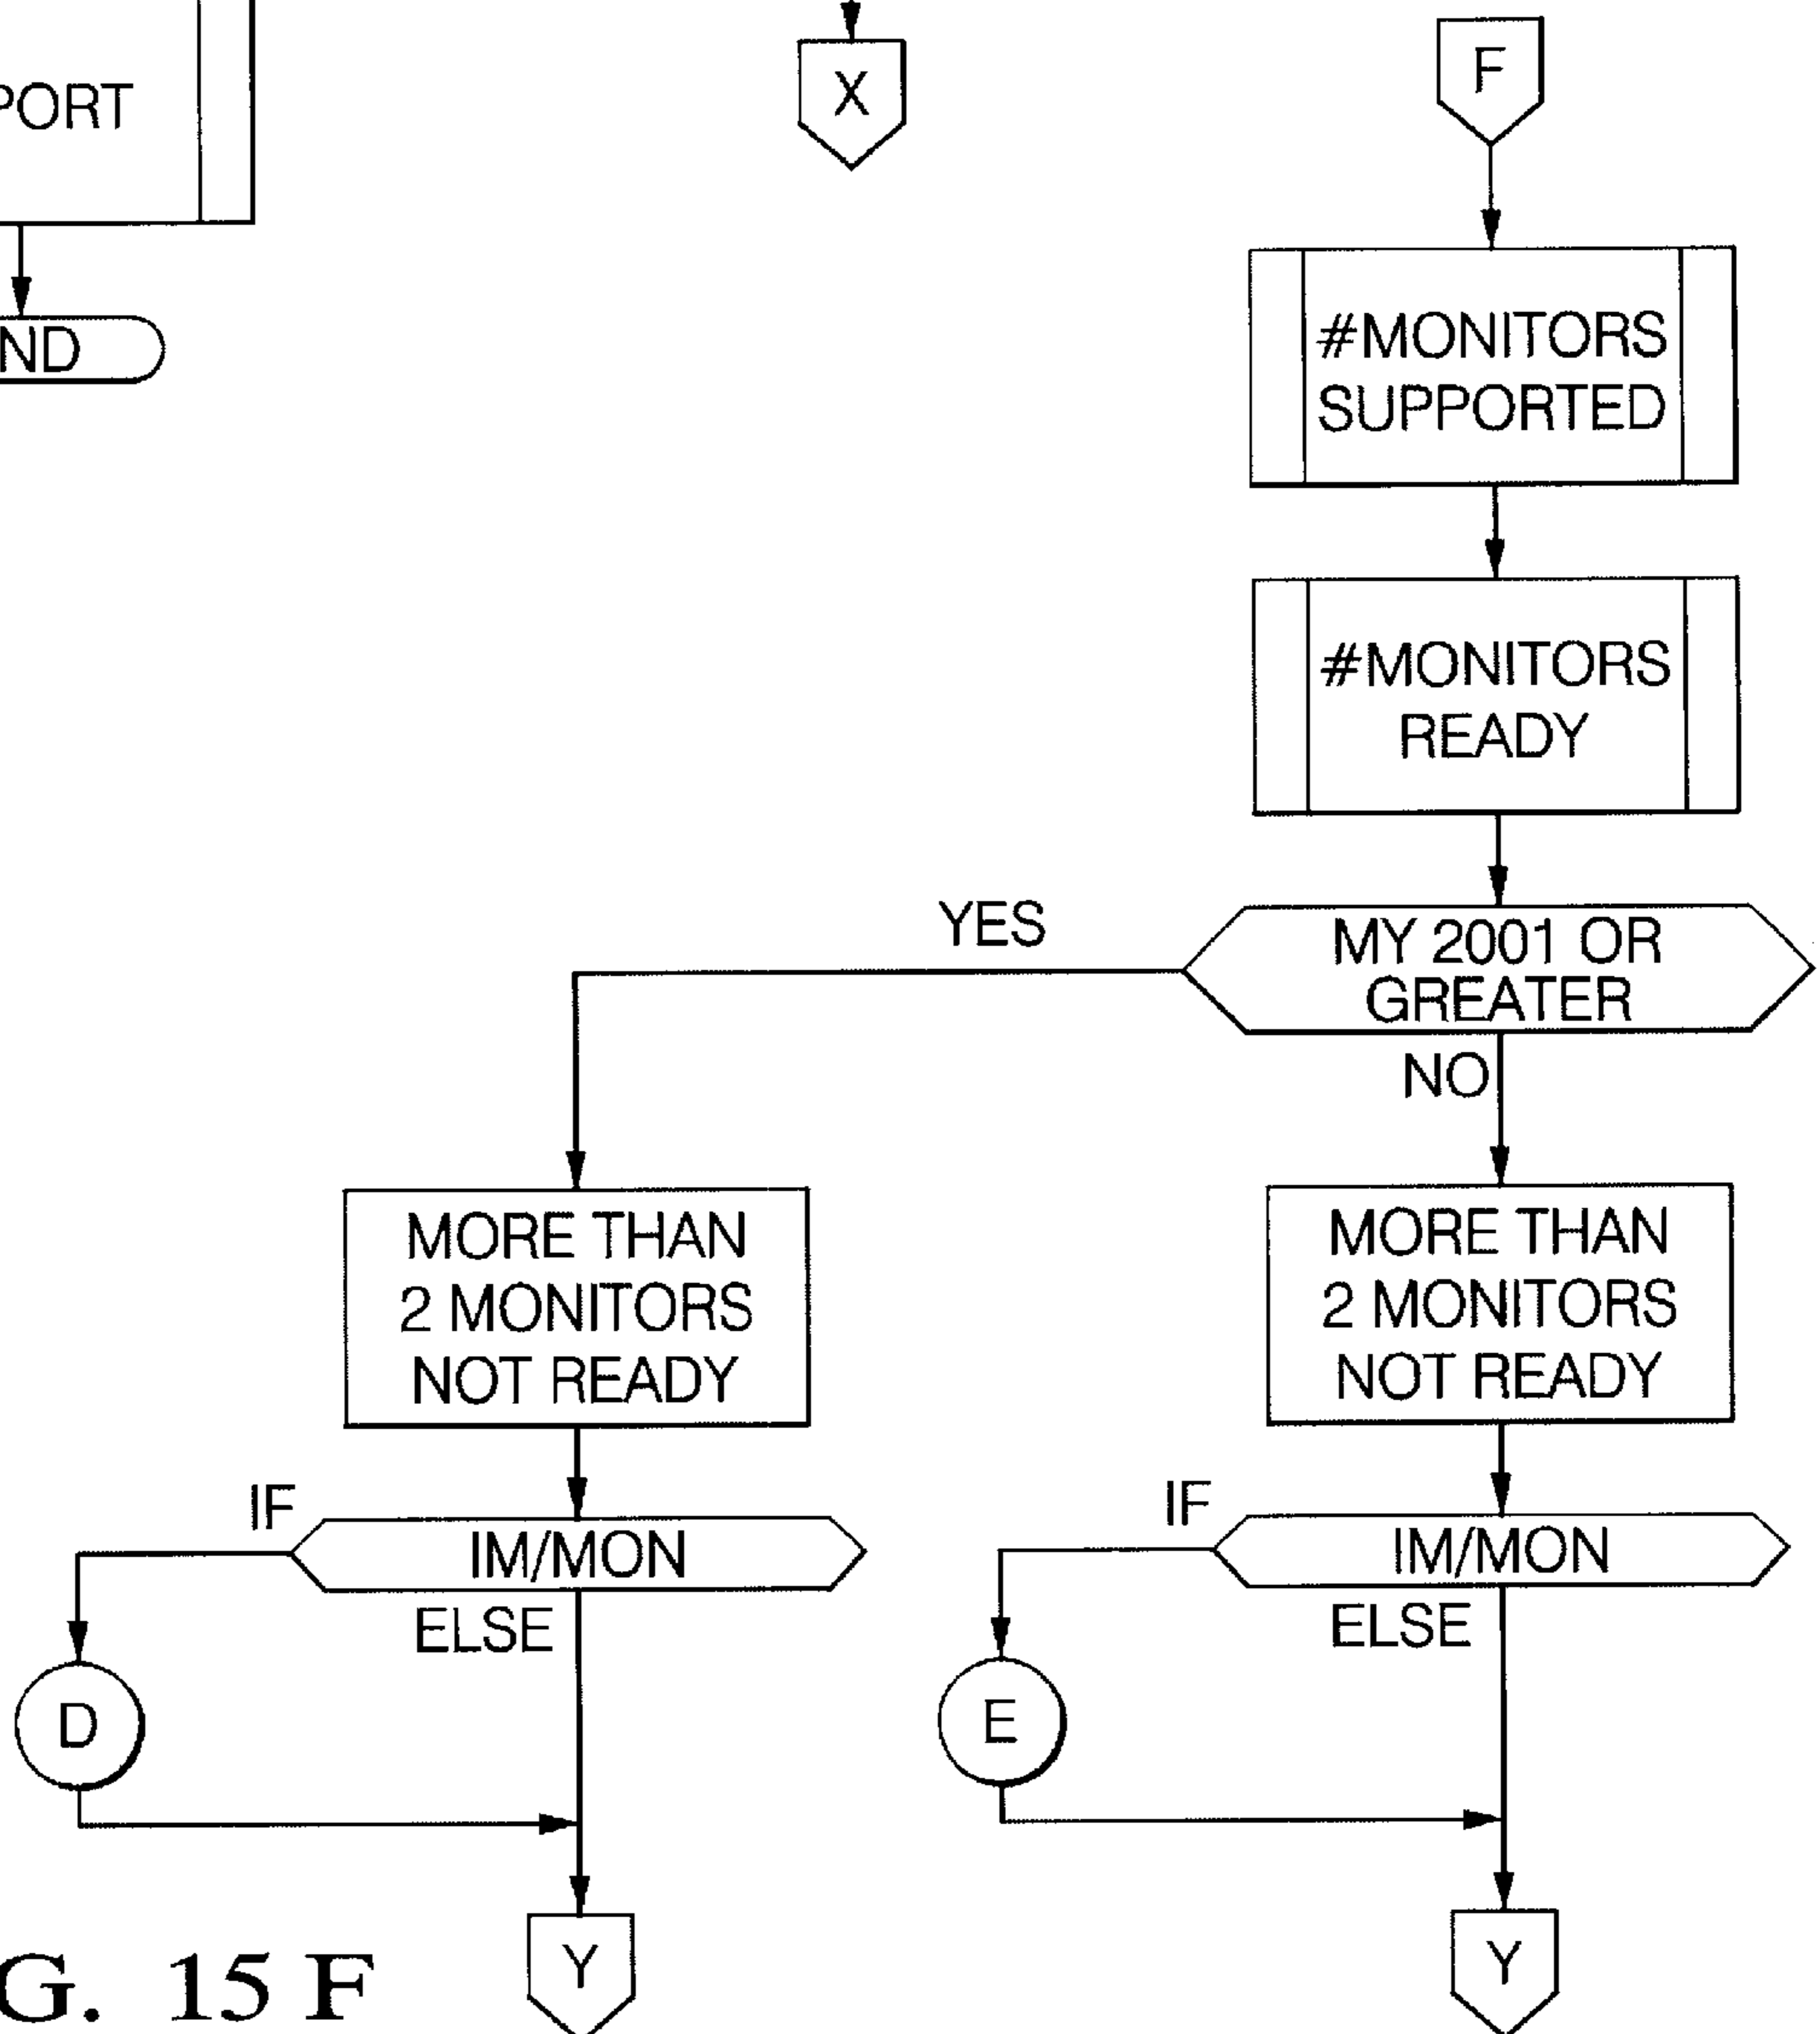 PORT
ND
X
F
#MONITORS
SUPPORTED
#MONITORS
READY
YES
MY 2001 OR
GREATER
NO
MORE THAN
2 MONITORS
NOT READY
MORE THAN
2 MONITORS
NOT READY
IF
IM/MON
ELSE
IF
IM/MON
ELSE
D
E
Y
Y
G. 15 F